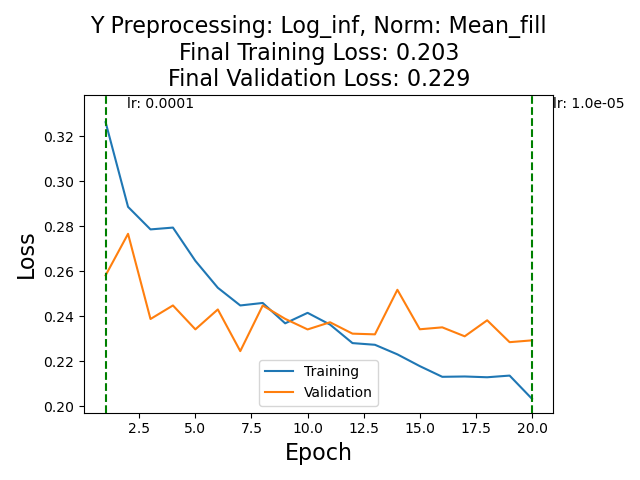 Y Preprocessing: Log_inf, Norm: Mean_fill
Final Training Loss: 0.203
Final Validation Loss: 0.229
lr: 0.0001
lr: 1.0e-05
0.32
0.30
0.28
0.26
0.24
0.22
0.20
Loss
Training
Validation
2.5
5.0
7.5
10.0
12.5
15.0
17.5
20.0
Epoch